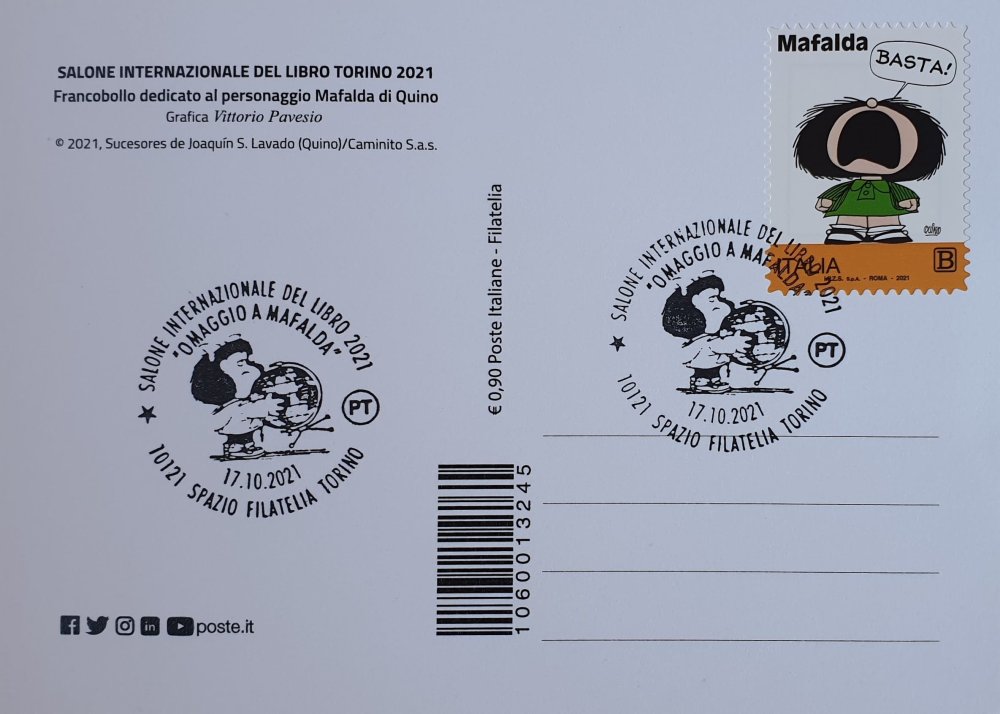 SALONE INTERNAZIONALE DEL LIBRO TORINO 2021
Francobollo dedicato al personaggio Mafalda di Quino
Grafica Vittorio Pavesio
© 2021, Sucesores de Joaquín S. Lavado (Quino)/Caminito S.a.s.
Mafalda
BASTA!
QUINO
ITALIA
B
I.P.Z.S. S.p.A. - ROMA - 2021
SALONE INTERNAZIONALE DEL LIBRO 2021
"OMAGGIO A MAFALDA"
PT
17.10.2021
10121 SPAZIO FILATELIA TORINO
€ 0,90 Poste Italiane - Filatelia
SALONE INTERNAZIONALE DEL LIBRO 2021
"OMAGGIO A MAFALDA"
PT
17.10.2021
10121 SPAZIO FILATELIA TORINO
1060013245
poste.it